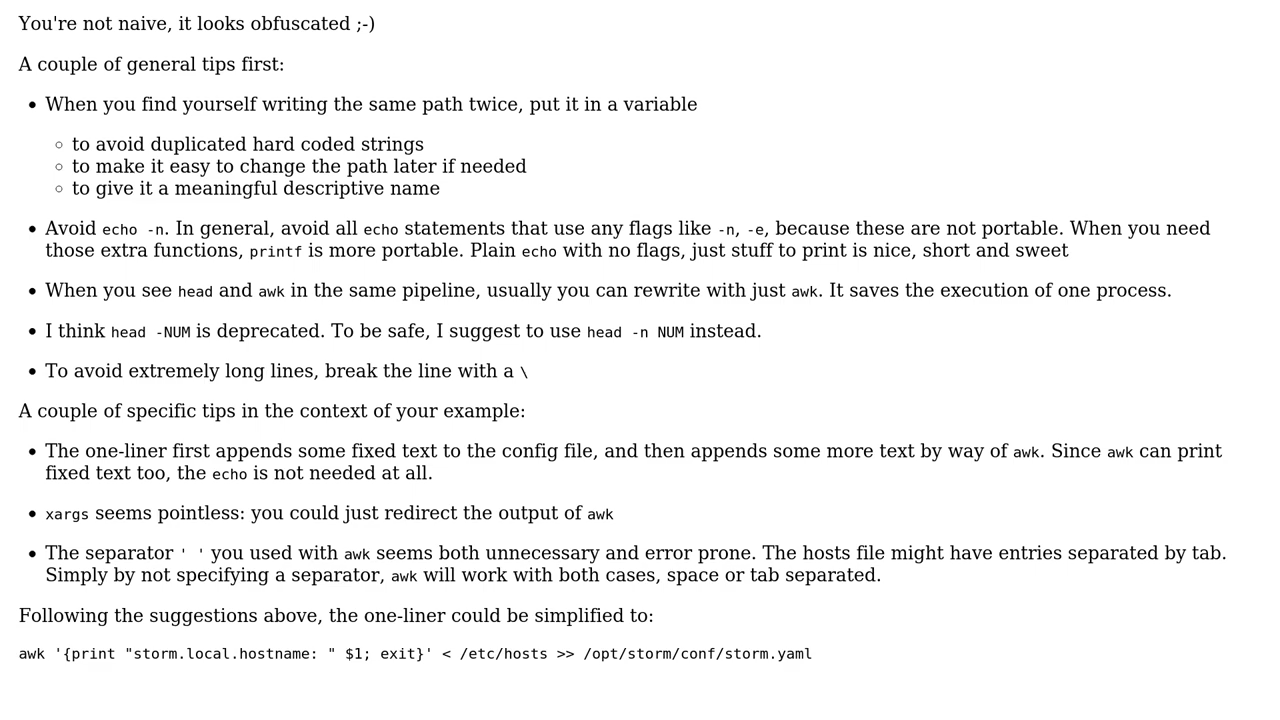 You're not naive, it looks obfuscated ;-)
A couple of general tips first:
• When you find yourself writing the same path twice, put it in a variable
◦ to avoid duplicated hard coded strings
◦ to make it easy to change the path later if needed
◦ to give it a meaningful descriptive name
• Avoid echo -n. In general, avoid all echo statements that use any flags like -n, -e, because these are not portable. When you need
those extra functions, printf is more portable. Plain echo with no flags, just stuff to print is nice, short and sweet
• When you see head and awk in the same pipeline, usually you can rewrite with just awk. It saves the execution of one process.
• I think head -NUM is deprecated. To be safe, I suggest to use head -n NUM instead.
• To avoid extremely long lines, break the line with a \
A couple of specific tips in the context of your example:
• The one-liner first appends some fixed text to the config file, and then appends some more text by way of awk. Since awk can print
fixed text too, the echo is not needed at all.
• xargs seems pointless: you could just redirect the output of awk
• The separator ' ' you used with awk seems both unnecessary and error prone. The hosts file might have entries separated by tab.
Simply by not specifying a separator, awk will work with both cases, space or tab separated.
Following the suggestions above, the one-liner could be simplified to:
awk '{print "storm.local.hostname: " $1; exit}' < /etc/hosts >> /opt/storm/conf/storm.yaml